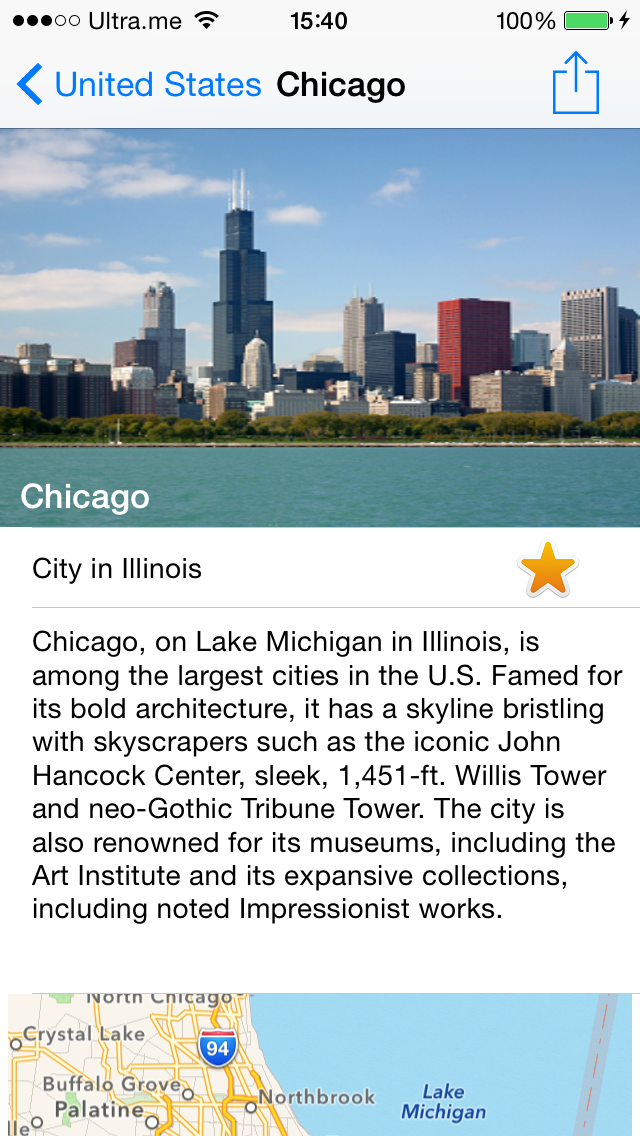 Ultra.me 15:40 100%
United States Chicago
Chicago
City in Illinois
Chicago, on Lake Michigan in Illinois, is
among the largest cities in the U.S. Famed for
its bold architecture, it has a skyline bristling
with skyscrapers such as the iconic John
Hancock Center, sleek, 1,451-ft. Willis Tower
and neo-Gothic Tribune Tower. The city is
also renowned for its museums, including the
Art Institute and its expansive collections,
including noted Impressionist works.
North Chicago
Crystal Lake
94
Buffalo Grove
Northbrook
Lake
Michigan
Palatine
lle